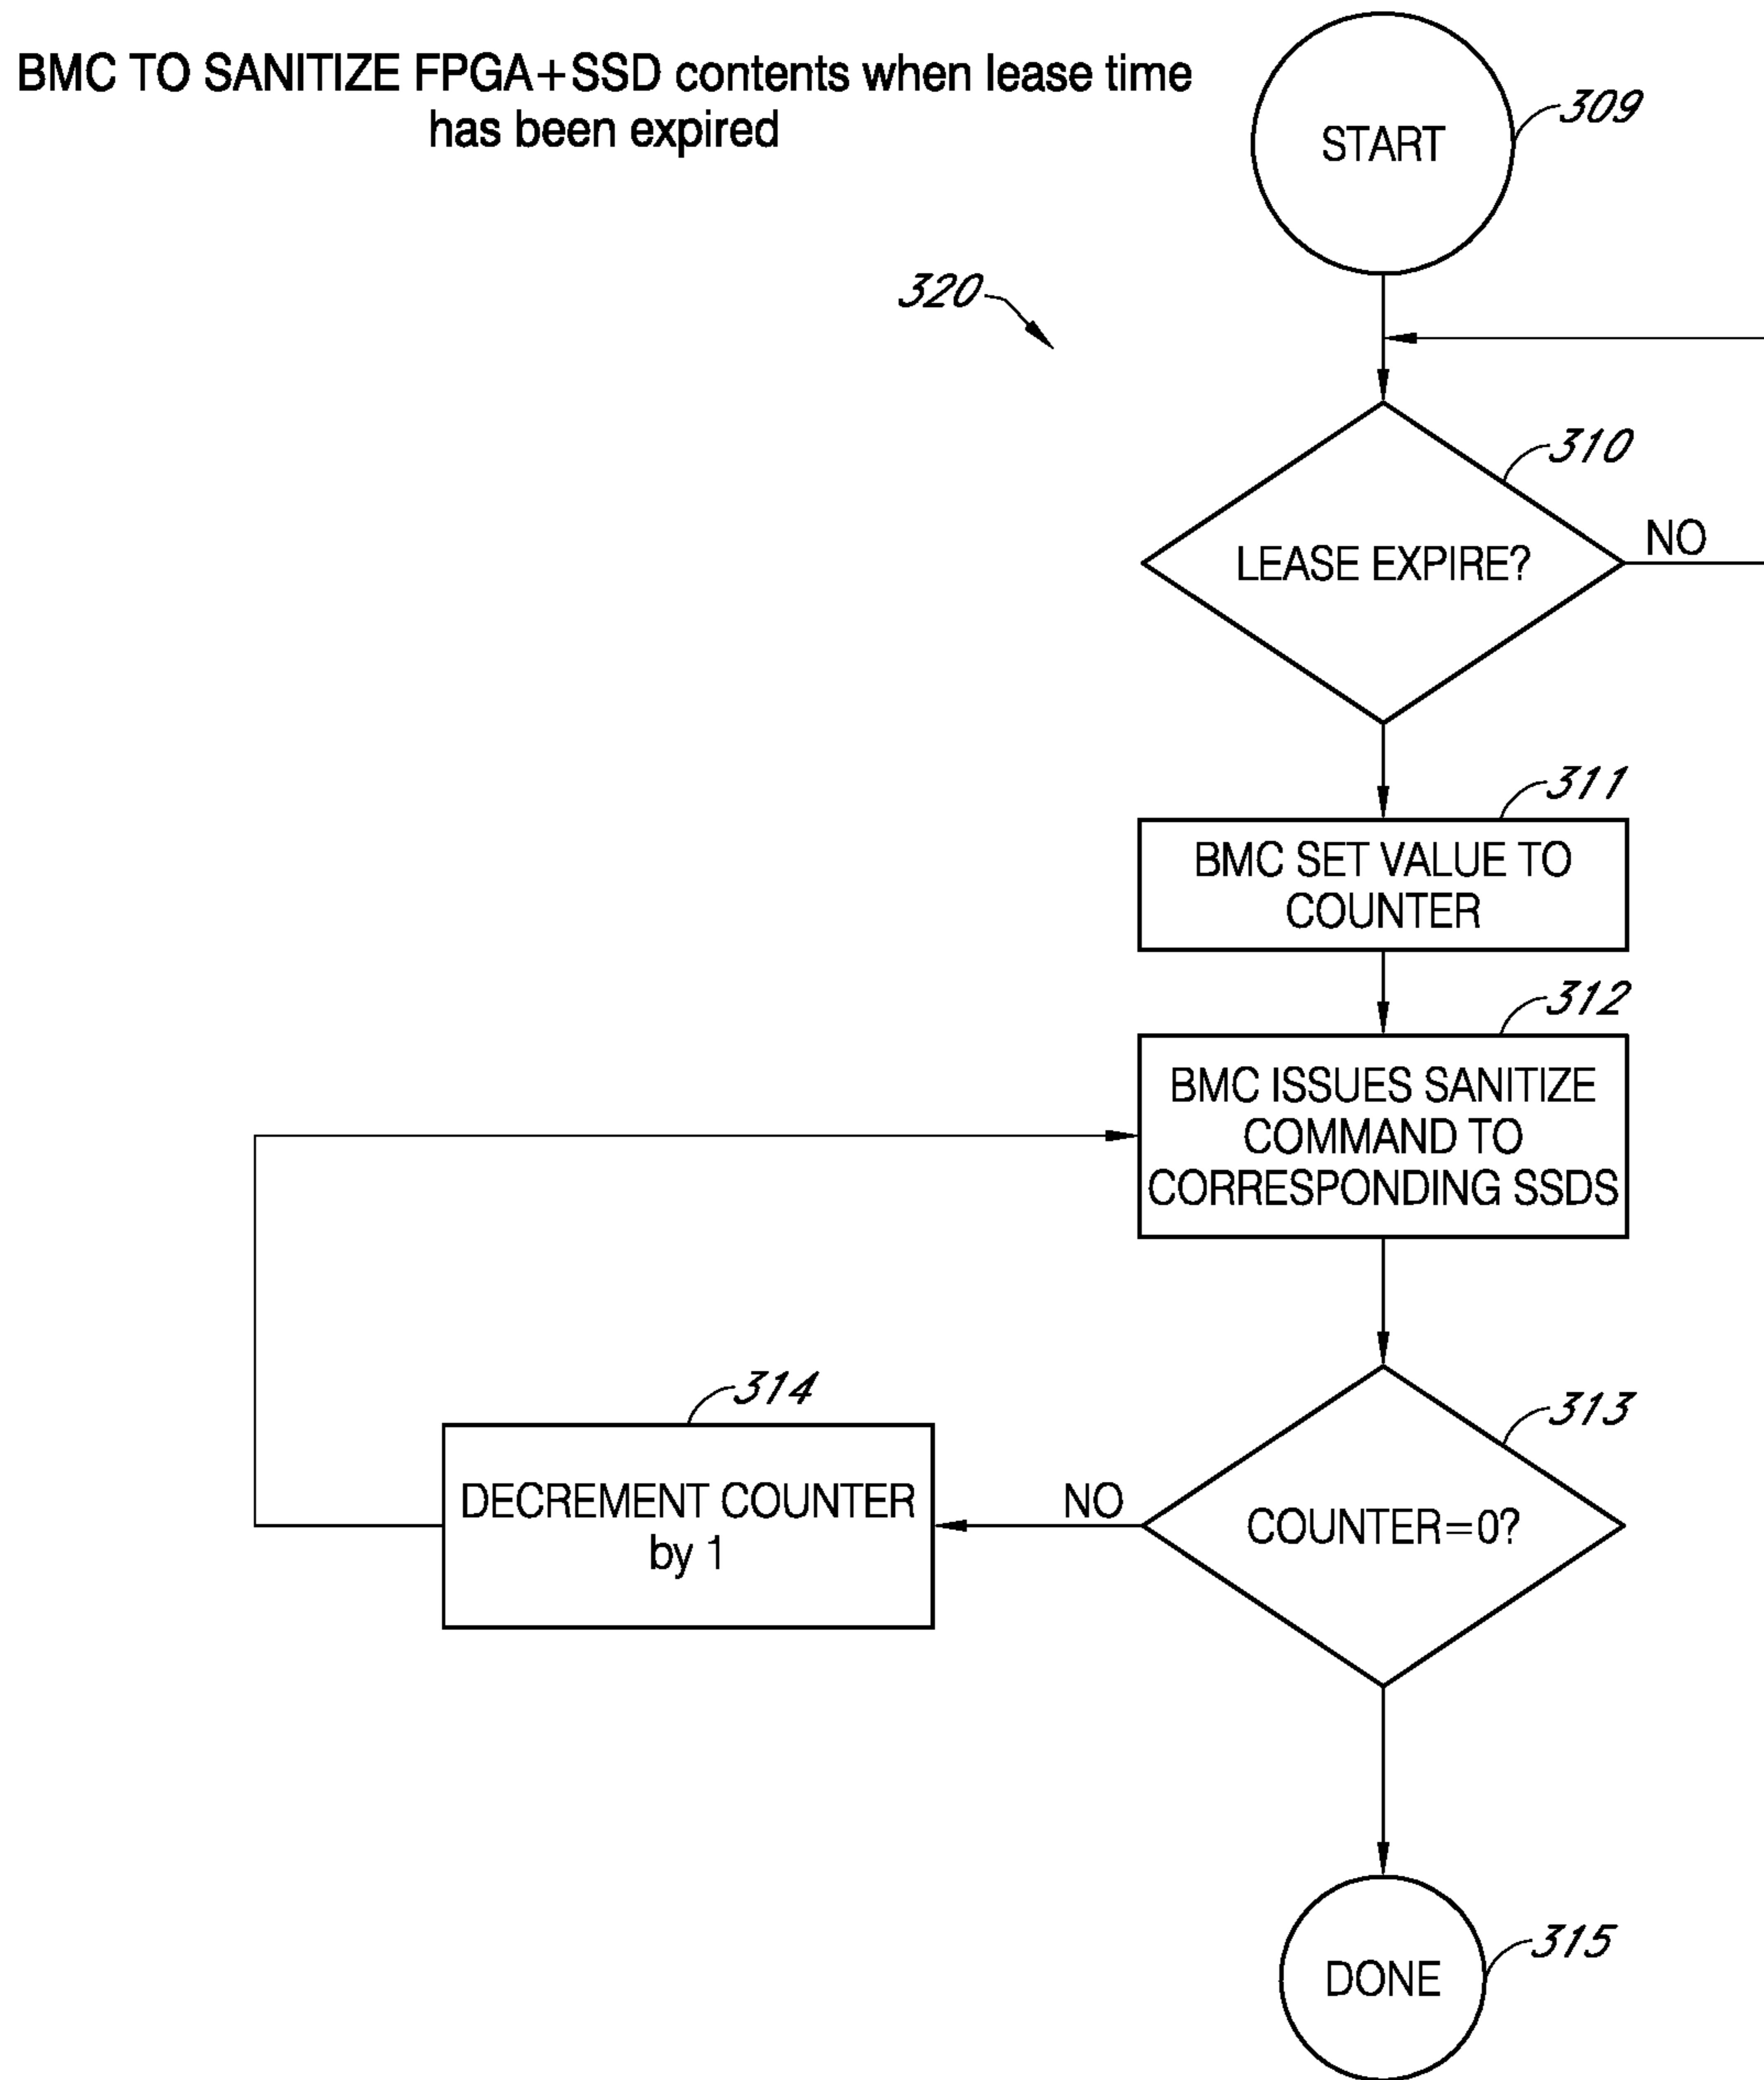 BMC TO SANITIZE FPGA+SSD contents when lease time
has been expired
START
309
320
310
LEASE EXPIRE?
NO
311
BMC SET VALUE TO
COUNTER
312
BMC ISSUES SANITIZE
COMMAND TO
CORRESPONDING SSDS
314
DECREMENT COUNTER
by 1
NO
313
COUNTER=0?
DONE
315